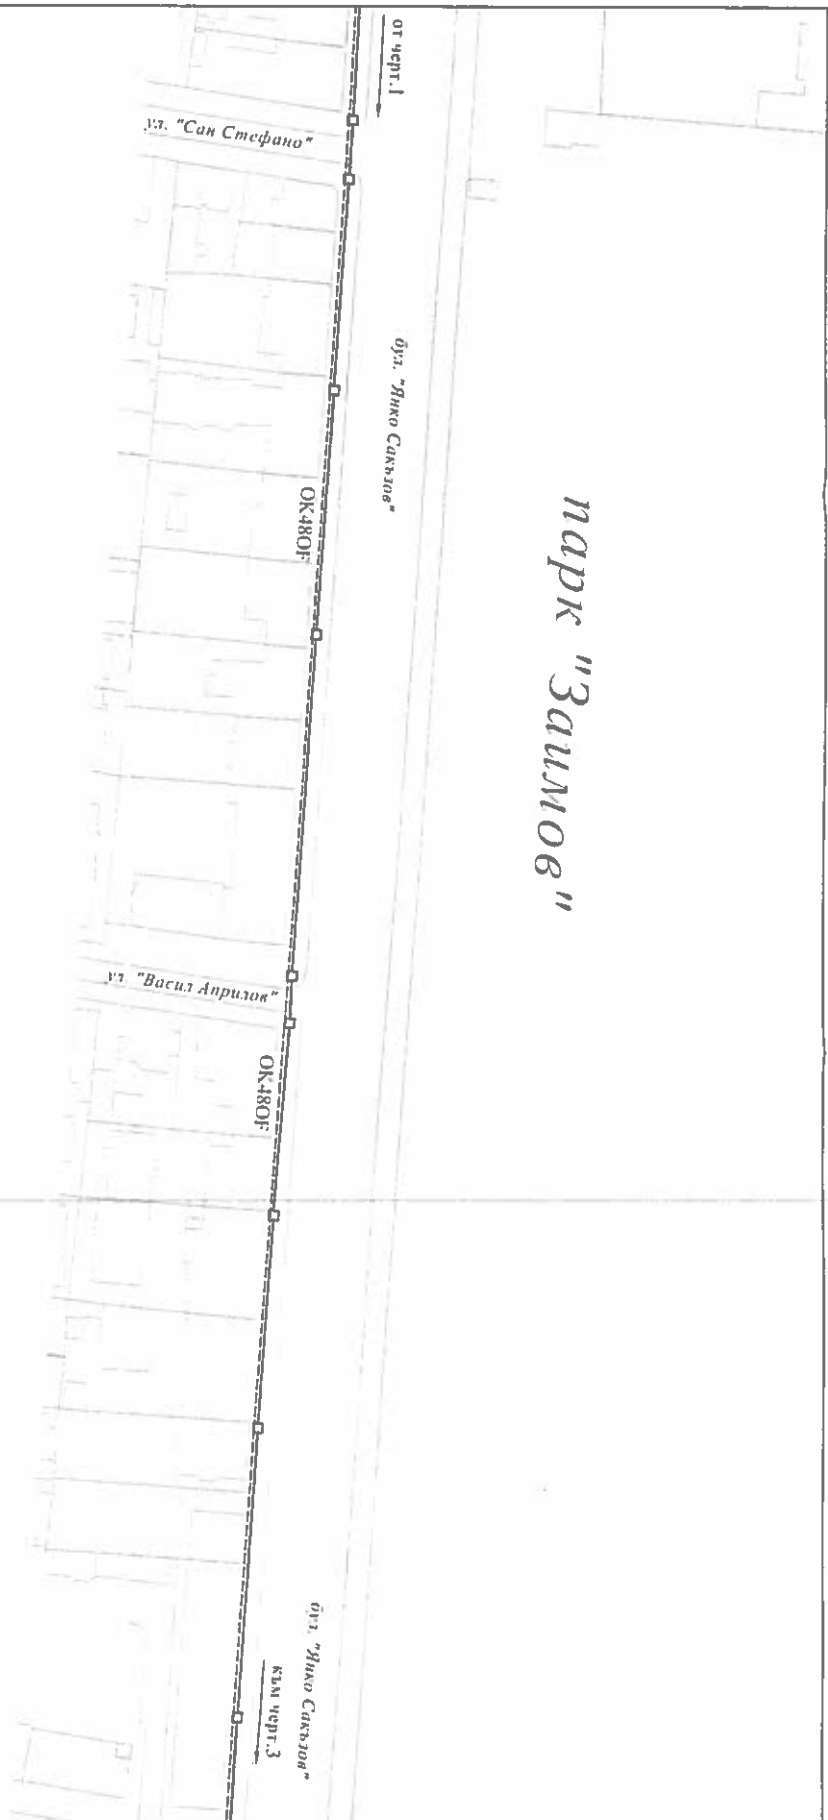 от черт.1
ул. "Сан Стефано"
бул. "Янко Сакъзов"
OK48OF
парк "Заимов"
ул. "Васил Априлов"
OK48OF
бул. "Янко Сакъзов"
към черт.3